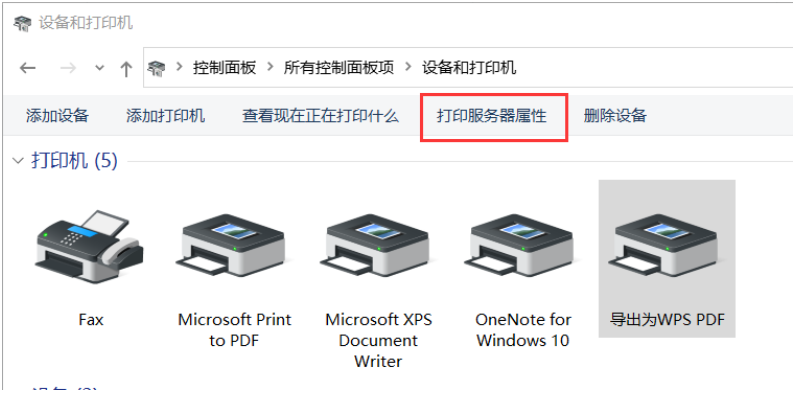 设备和打印机
控制面板 > 所有控制面板项 > 设备和打印机
添加设备 添加打印机 查看现在正在打印什么 打印服务器属性 删除设备
打印机 (5)
Fax
Microsoft Print
to PDF
Microsoft XPS
Document
Writer
OneNote for
Windows 10
导出为WPS PDF